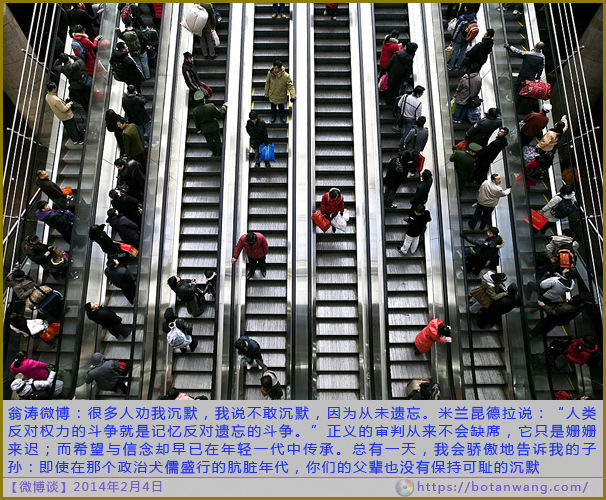 翁涛微博：很多人劝我沉默，我说不敢沉默，因为从未遗忘。米兰昆德拉说：“人类
反对权力的斗争就是记忆反对遗忘的斗争。”正义的审判从来不会缺席，它只是姗姗
来迟；而希望与信念却早已在年轻一代中传承。总有一天，我会骄傲地告诉我的子
孙：即使在那个政治犬儒盛行的肮脏年代，你们的父辈也没有保持可耻的沉默
【微博谈】2014年2月4日
https://botanwang.com/